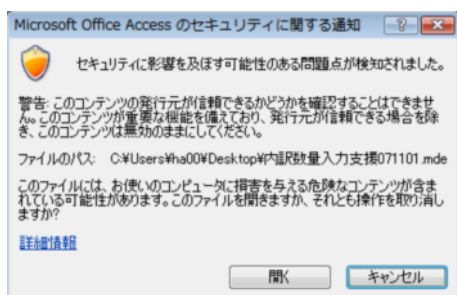 Microsoft Office Access のセキュリティに関する通知
セキュリティに影響を及ぼす可能性のある問題点が検知されました。
警告: このコンテンツの発行元が信頼できるかどうかを確認することはできませ
ん。このコンテンツが重要な機能を備えており、発行元が信頼できる場合を除
き、このコンテンツは無効のままにしてください。
ファイルのパス: C:¥Users¥ha00¥Desktop¥内訳数量入力支援071101.mde
このファイルには、お使いのコンピュータに損害を与える危険なコンテンツが含ま
れている可能性があります。このファイルを開きますか、それとも操作を取り消し
ますか?
詳細情報
開く
キャンセル